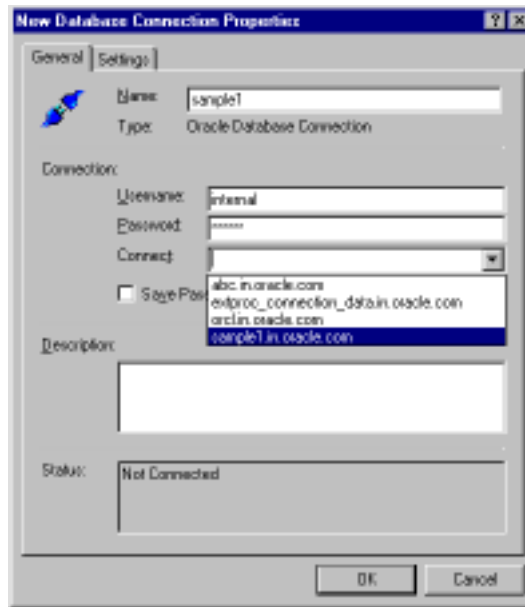 New Database Connection Properties
General Settings
Name: sample1
Type: Oracle Database Connection
Connection:
Username: internal
Password: ******
Connect:
abc.in.oracle.com
extproc_connection_data.in.oracle.com
orcl.in.oracle.com
sample1.in.oracle.com
Save Pas
Description:
Status: Not Connected
OK Cancel